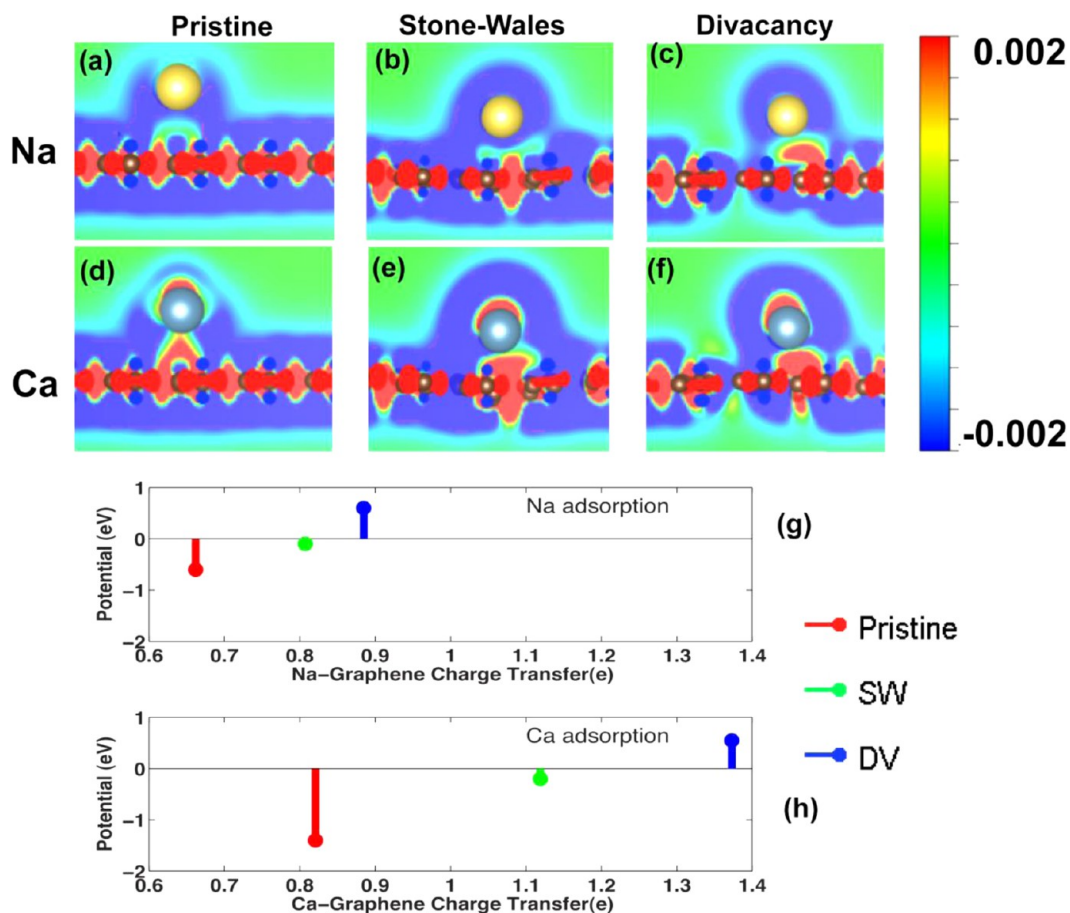 Pristine Stone-Wales Divacancy
(a) (b) (c) 0.002
Na
(d) (e) (f)
Ca
-0.002
1 Na adsorption (g)
0
−1
−2
Potential (eV)
0.6 0.7 0.8 0.9 1 1.1 1.2 1.3 1.4
Na−Graphene Charge Transfer(e)
Pristine
SW
DV
1 Ca adsorption
0
−1
−2
Potential (eV)
(h)
0.6 0.7 0.8 0.9 1 1.1 1.2 1.3 1.4
Ca−Graphene Charge Transfer(e)